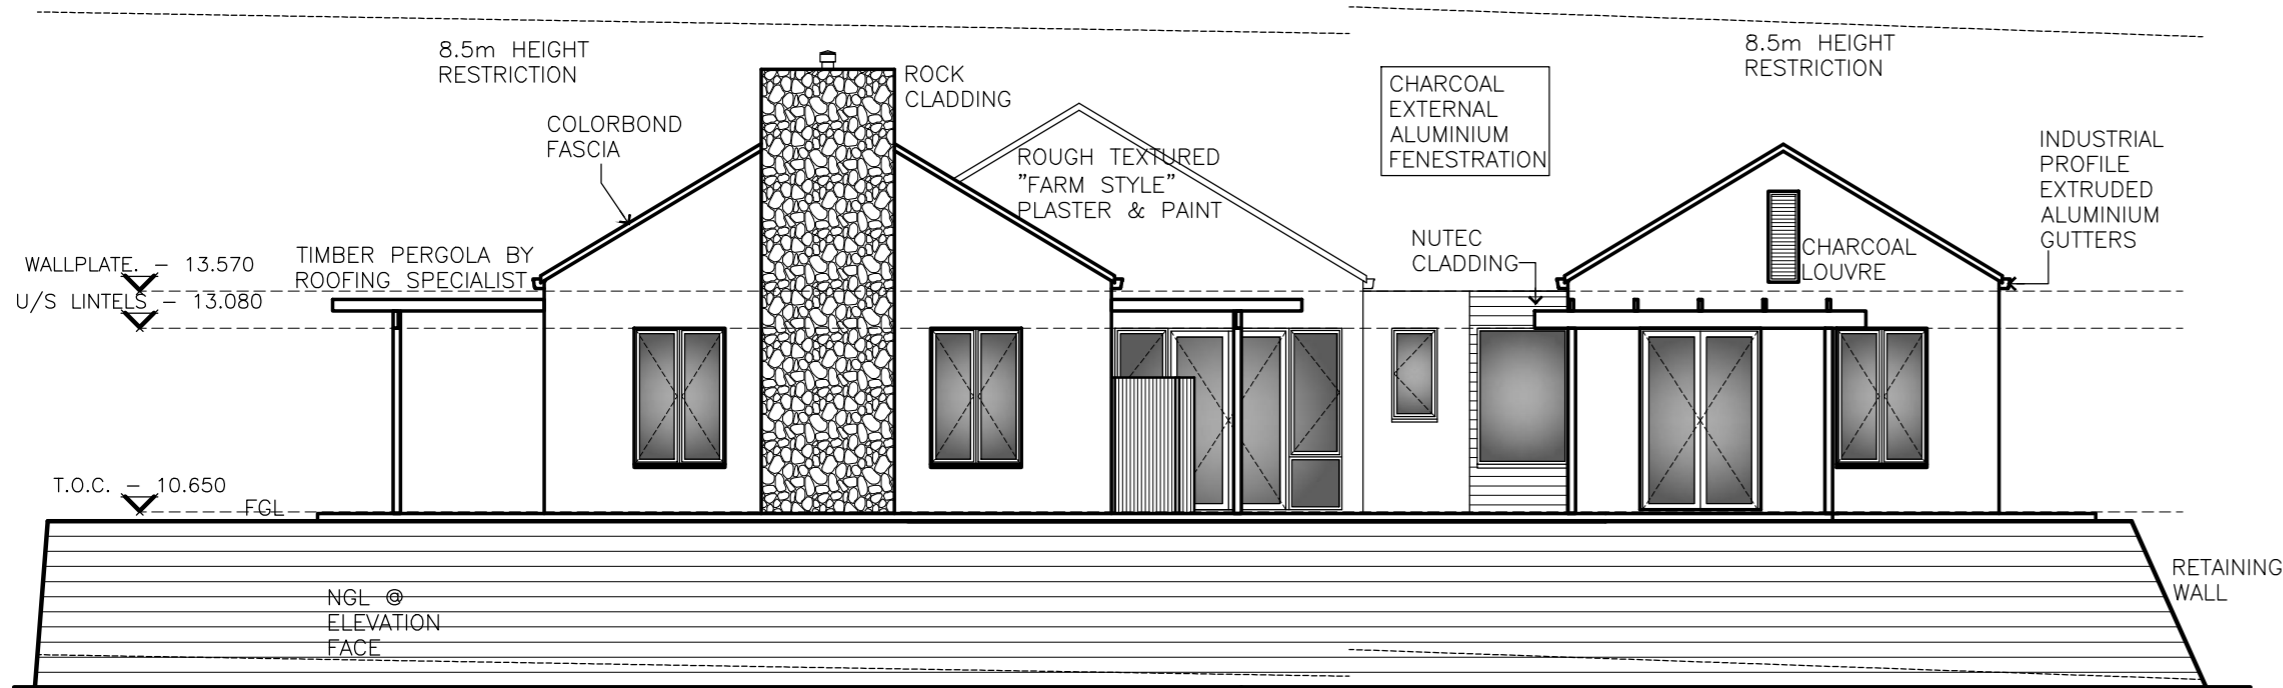 8.5m HEIGHT
RESTRICTION
ROCK
CLADDING
CHARCOAL
EXTERNAL
ALUMINIUM
FENESTRATION
8.5m HEIGHT
RESTRICTION
COLORBOND
FASCIA
ROUGH TEXTURED
"FARM STYLE"
PLASTER & PAINT
INDUSTRIAL
PROFILE
EXTRUDED
ALUMINIUM
GUTTERS
WALLPLATE. - 13.570
U/S LINTELS - 13.080
TIMBER PERGOLA BY
ROOFING SPECIALIST
NUTEC
CLADDING
CHARCOAL
LOUVRE
T.O.C. - 10.650
FGL
NGL @
ELEVATION
FACE
RETAINING
WALL